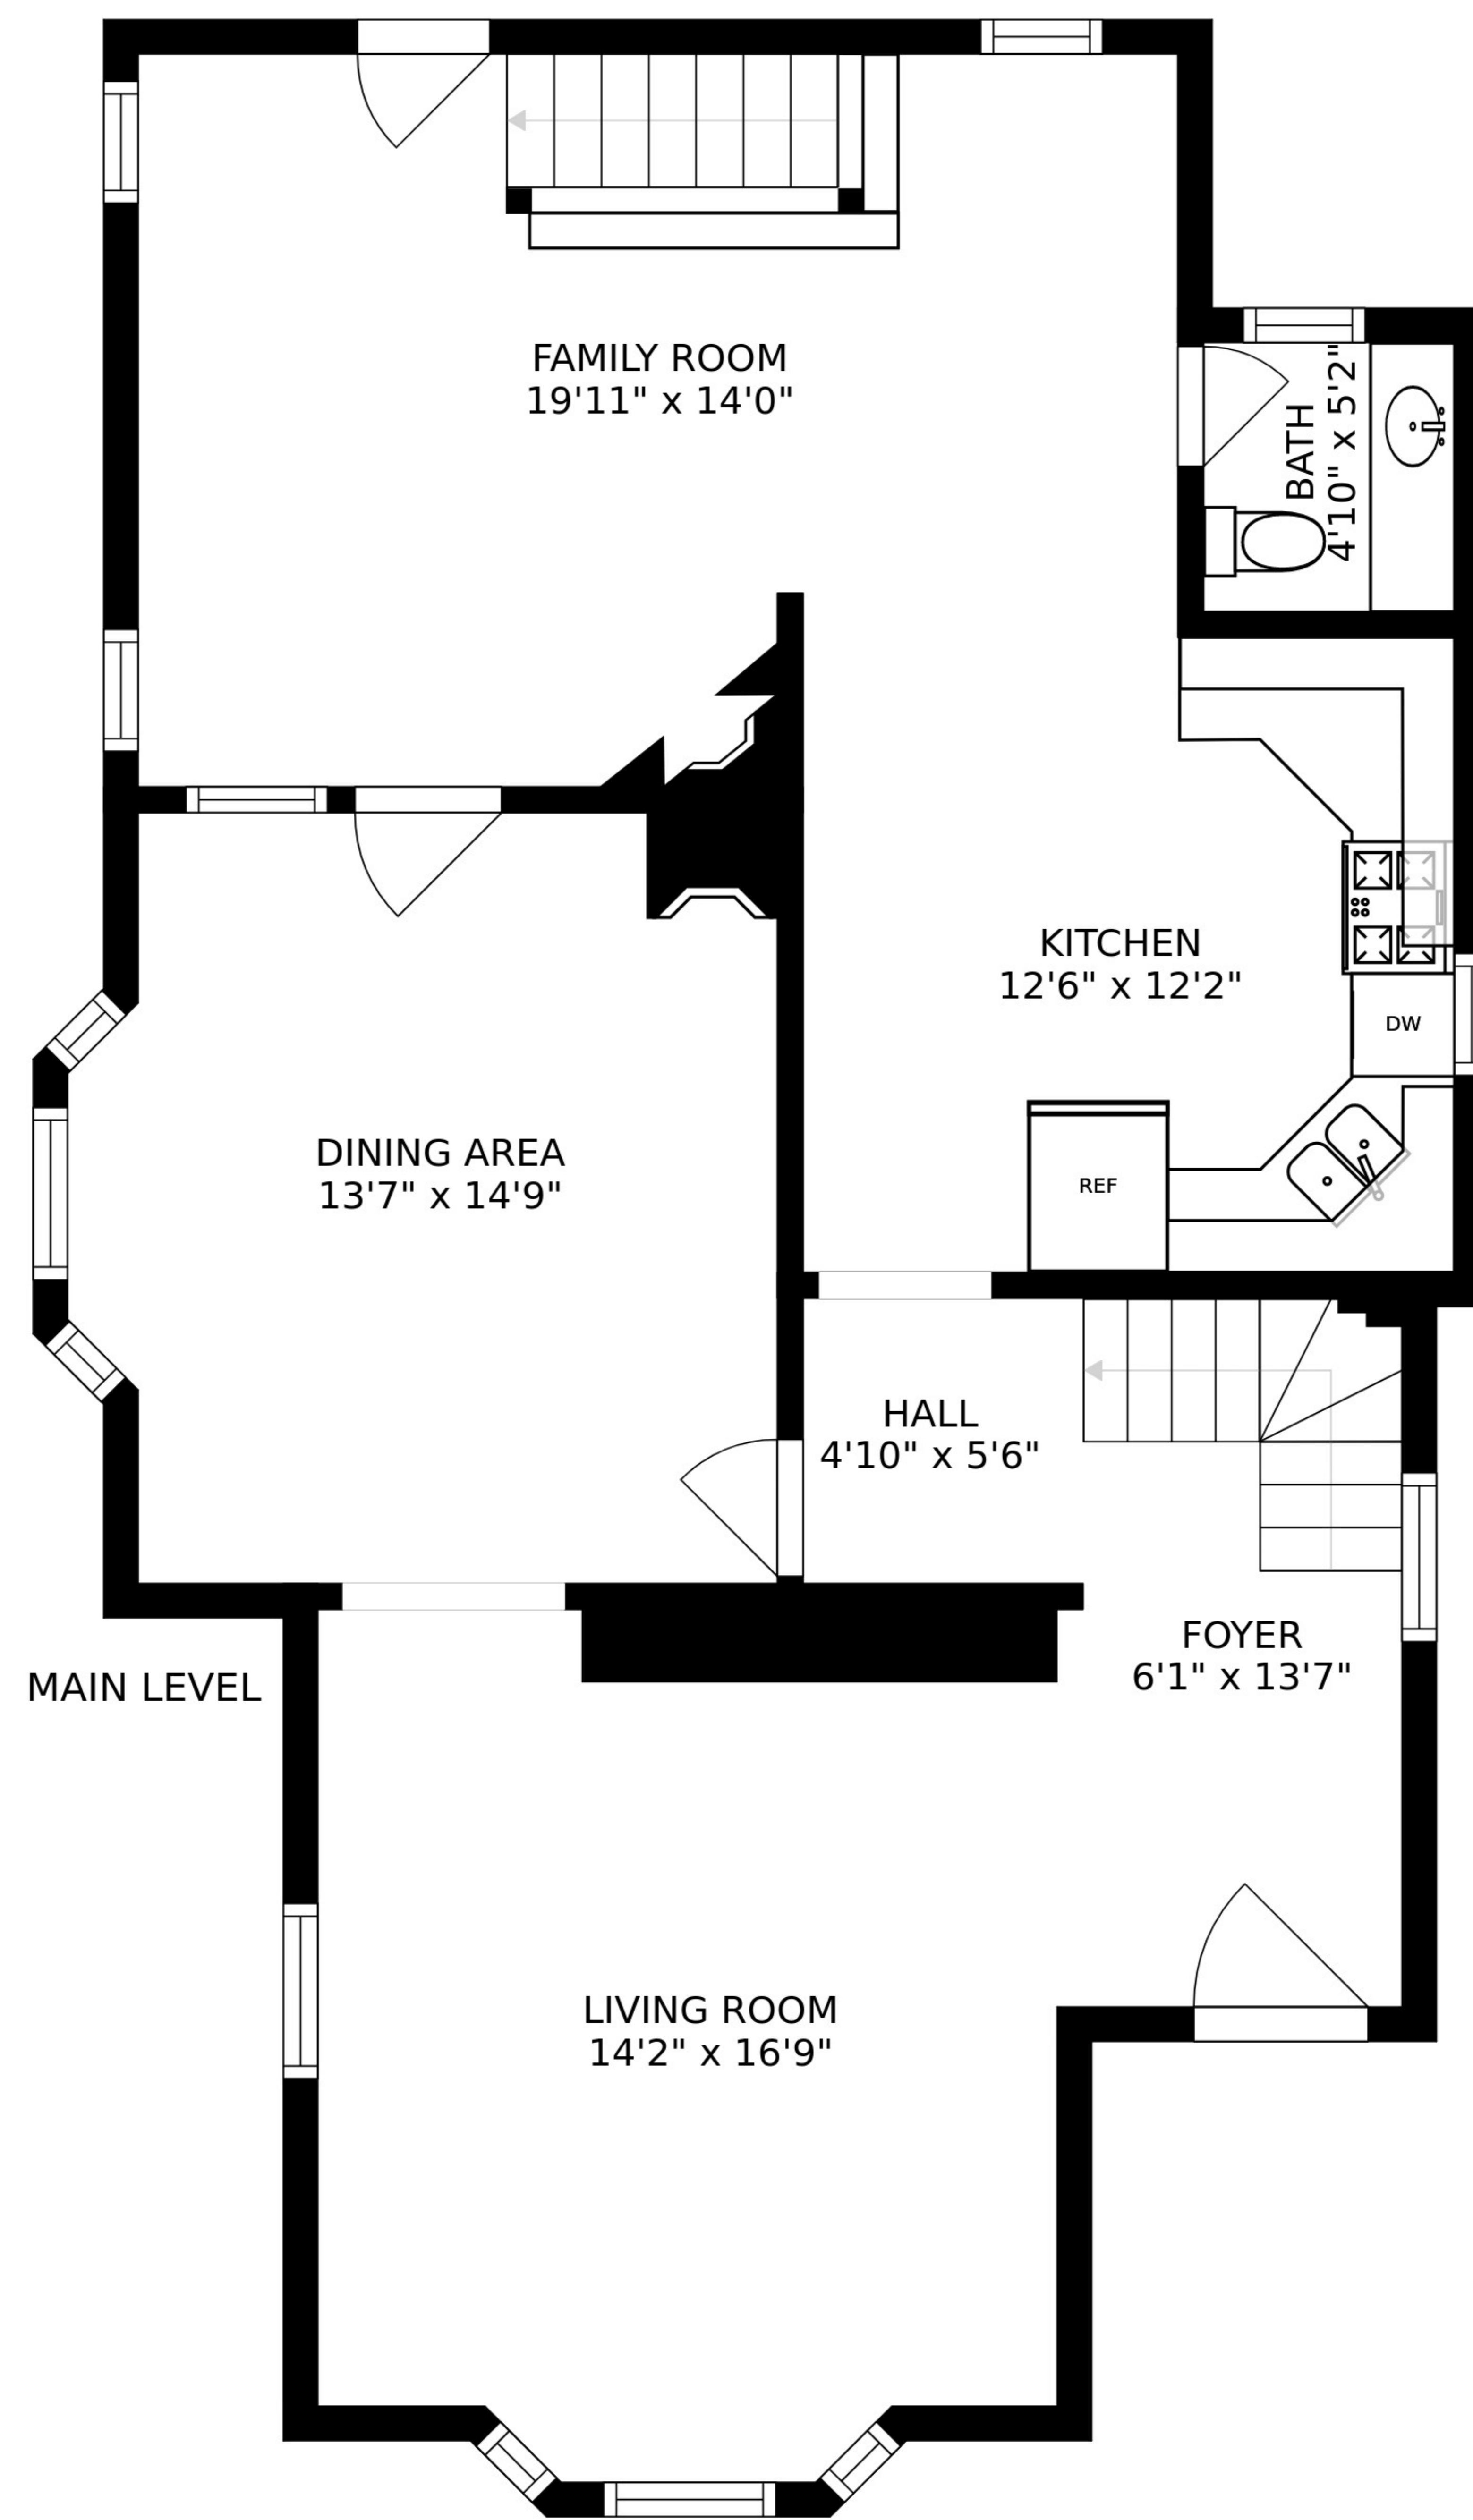 FAMILY ROOM
19'11" x 14'0"
BATH
4'10" x 5'2"
KITCHEN
12'6" x 12'2"
DW
REF
DINING AREA
13'7" x 14'9"
HALL
4'10" x 5'6"
FOYER
6'1" x 13'7"
MAIN LEVEL
LIVING ROOM
14'2" x 16'9"